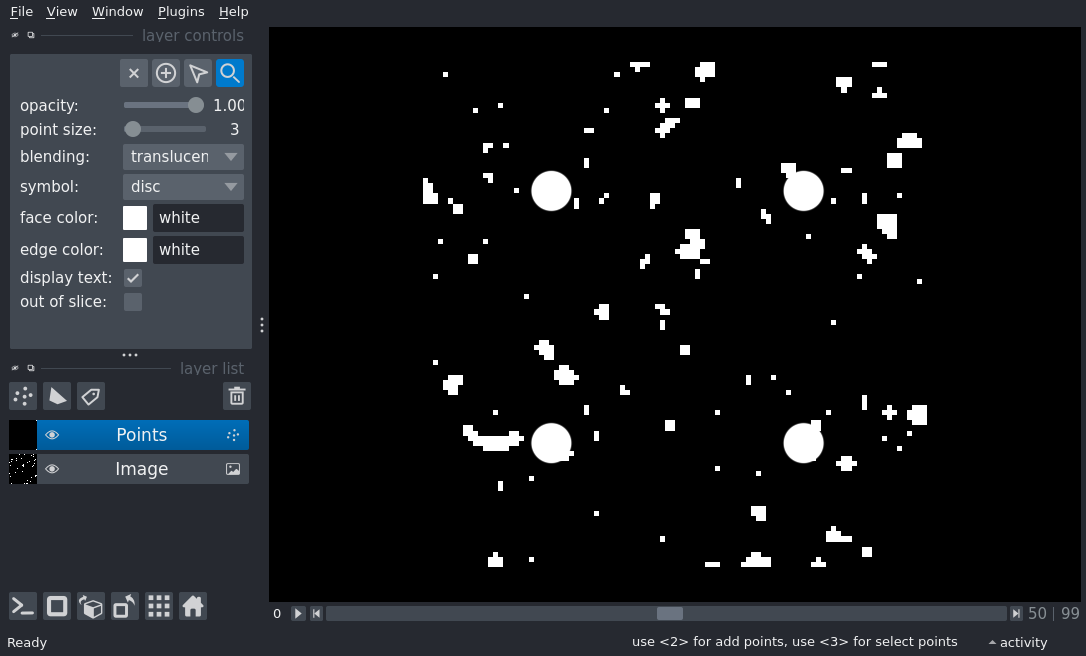 File View Window Plugins Help
layer controls
opacity: 1.00
point size: 3
blending: translucen
symbol: disc
face color: white
edge color: white
display text:
out of slice:
layer list
Points
Image
0 50 | 99
Ready use <2> for add points, use <3> for select points activity